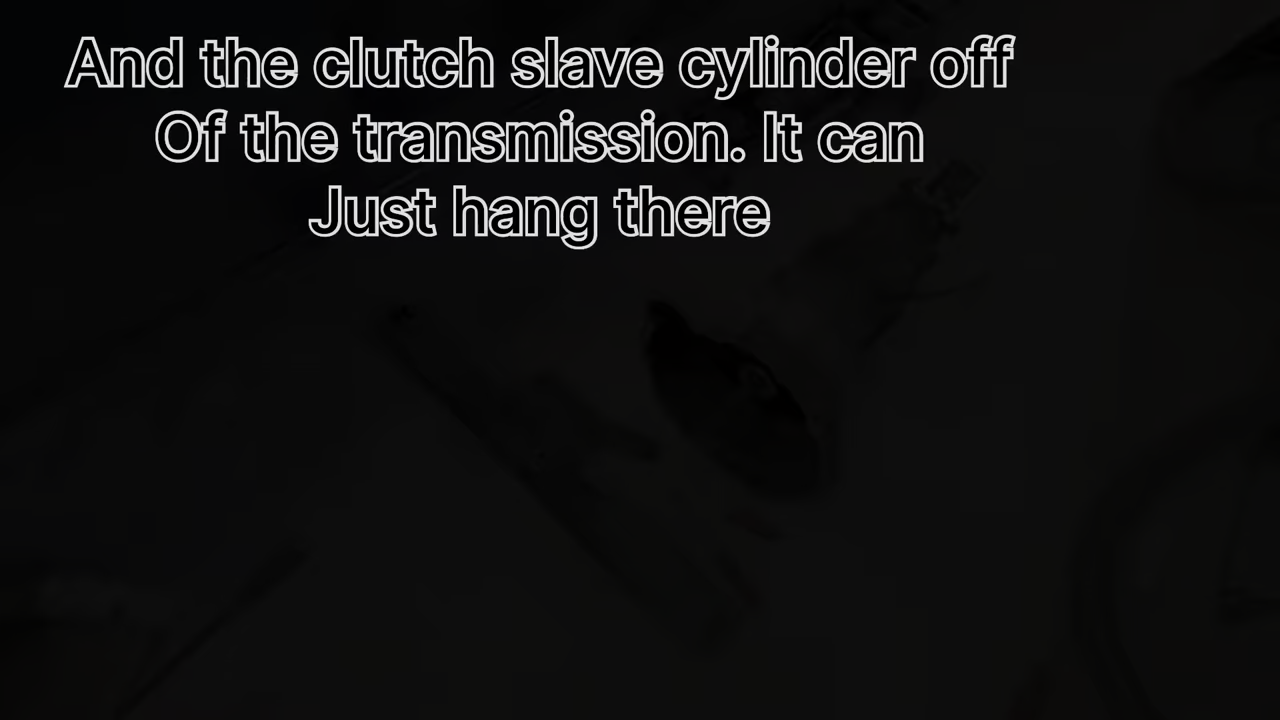 And the clutch slave cylinder off
Of the transmission. It can
Just hang there